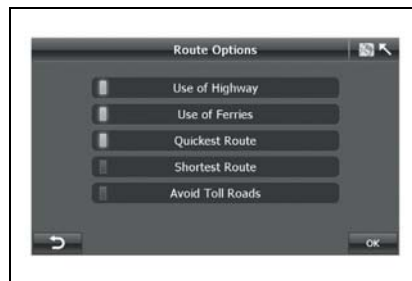 Route Options
Use of Highway
Use of Ferries
Quickest Route
Shortest Route
Avoid Toll Roads
OK